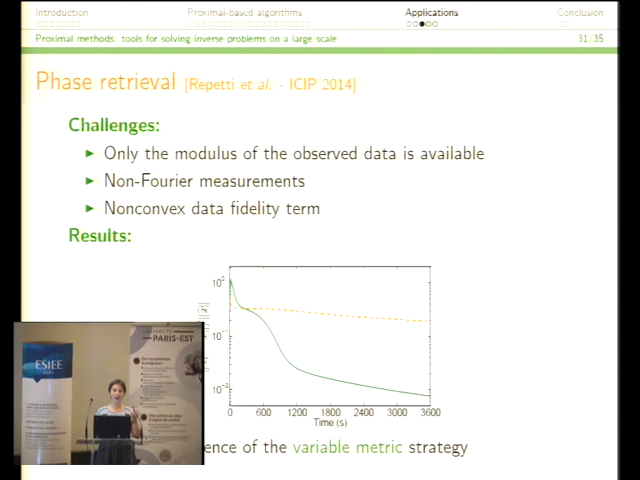 Introduction
Proximal-based algorithms
Applications
Conclusion
Proximal methods: tools for solving inverse problems on a large scale
31/35
Phase retrieval [Repetti et al. - ICIP 2014]
Challenges:
► Only the modulus of the observed data is available
► Non-Fourier measurements
► Nonconvex data fidelity term
Results:
10⁰
10⁻¹
10⁻²
0 600 1200 1800 2400 3000 3600
Time (s)
ence of the variable metric strategy
ESIEE
PARIS
UNIVERSITÉ
PARIS-EST